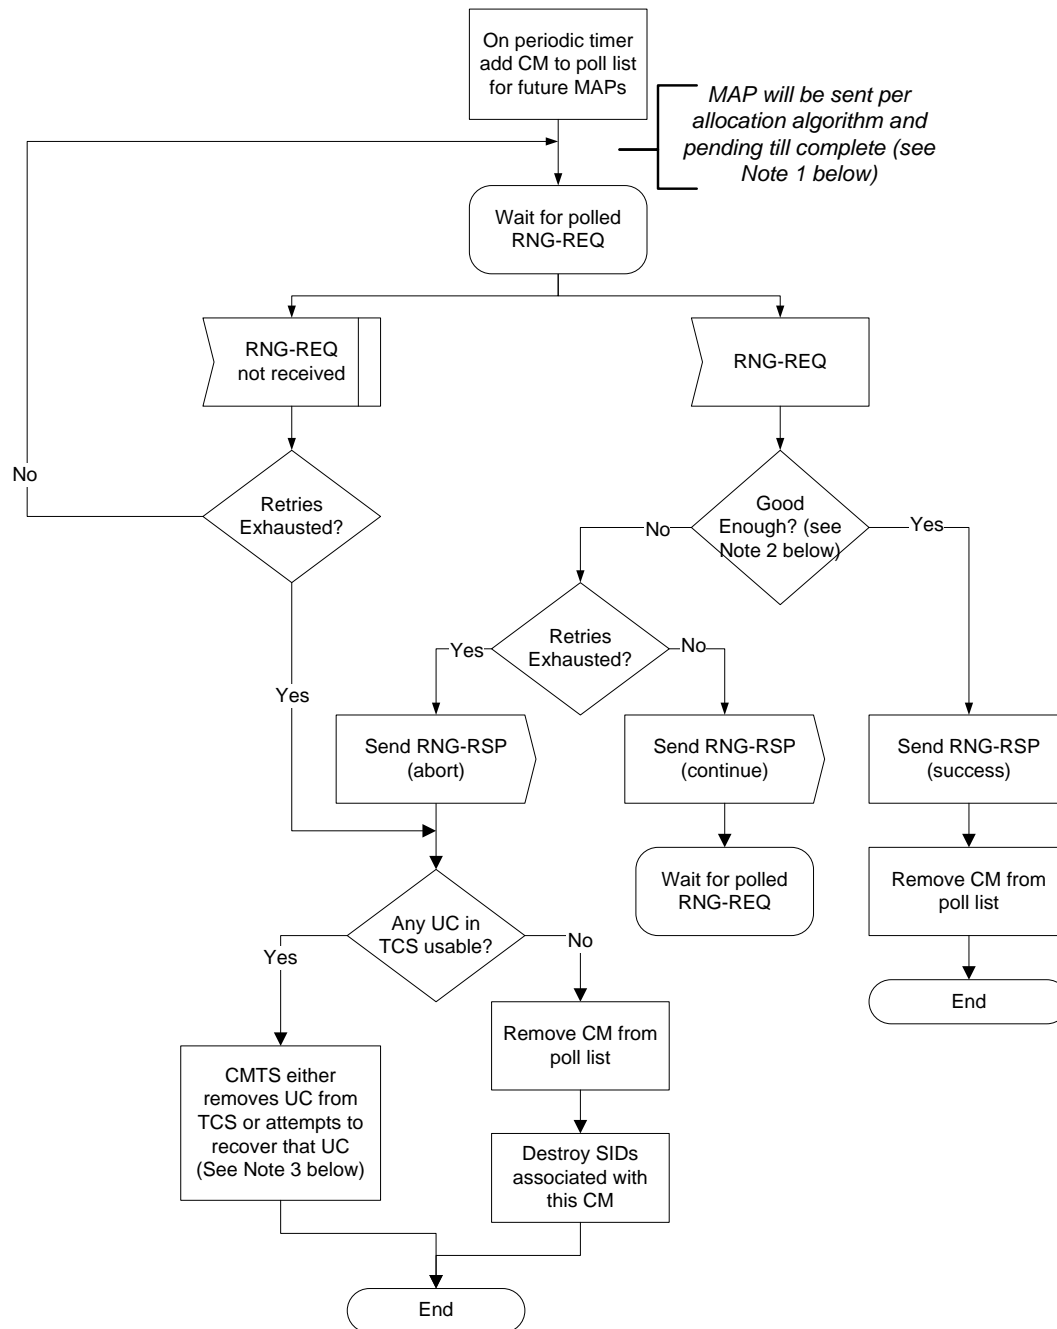 On periodic timer
add CM to poll list
for future MAPs
MAP will be sent per
allocation algorithm and
pending till complete (see
Note 1 below)
Wait for polled
RNG-REQ
RNG-REQ
not received
RNG-REQ
No
Retries
Exhausted?
Good
Enough? (see
Note 2 below)
No
Yes
Retries
Exhausted?
Yes
No
Yes
Send RNG-RSP
(abort)
Send RNG-RSP
(continue)
Send RNG-RSP
(success)
Wait for polled
RNG-REQ
Remove CM from
poll list
Any UC in
TCS usable?
Yes
No
End
Remove CM from
poll list
CMTS either
removes UC from
TCS or attempts to
recover that UC
(See Note 3 below)
Destroy SIDs
associated with
this CM
End